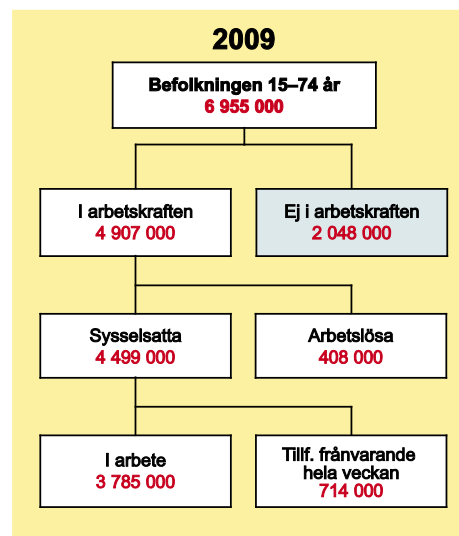 2009
Befolkningen 15–74 år
6 955 000
I arbetskraften
4 907 000
Ej i arbetskraften
2 048 000
Sysselsatta
4 499 000
Arbetslösa
408 000
I arbete
3 785 000
Tillf. frånvarande
hela veckan
714 000